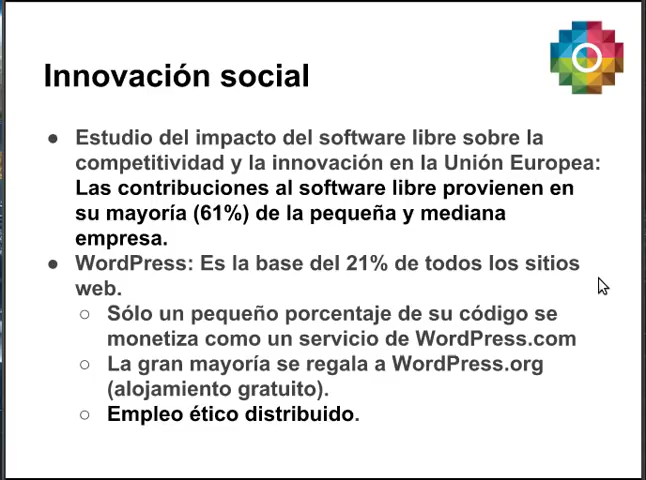 Innovación social
● Estudio del impacto del software libre sobre la
competitividad y la innovación en la Unión Europea:
Las contribuciones al software libre provienen en
su mayoría (61%) de la pequeña y mediana
empresa.
● WordPress: Es la base del 21% de todos los sitios
web.
○ Sólo un pequeño porcentaje de su código se
monetiza como un servicio de WordPress.com
○ La gran mayoría se regala a WordPress.org
(alojamiento gratuito).
○ Empleo ético distribuido.